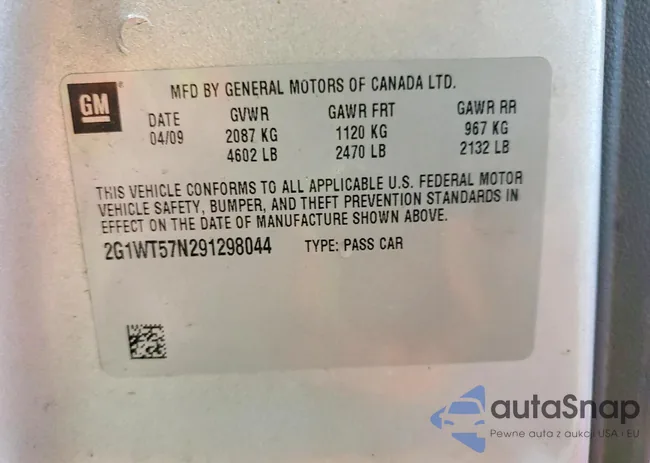 GM
MFD BY GENERAL MOTORS OF CANADA LTD.
DATE GVWR GAWR FRT GAWR RR
04/09 2087 KG 1120 KG 967 KG
4602 LB 2470 LB 2132 LB
THIS VEHICLE CONFORMS TO ALL APPLICABLE U.S. FEDERAL MOTOR
VEHICLE SAFETY, BUMPER, AND THEFT PREVENTION STANDARDS IN
EFFECT ON THE DATE OF MANUFACTURE SHOWN ABOVE.
2G1WT57N291298044 TYPE: PASS CAR
autaSnap
Pewne auta z aukcji USA i EU